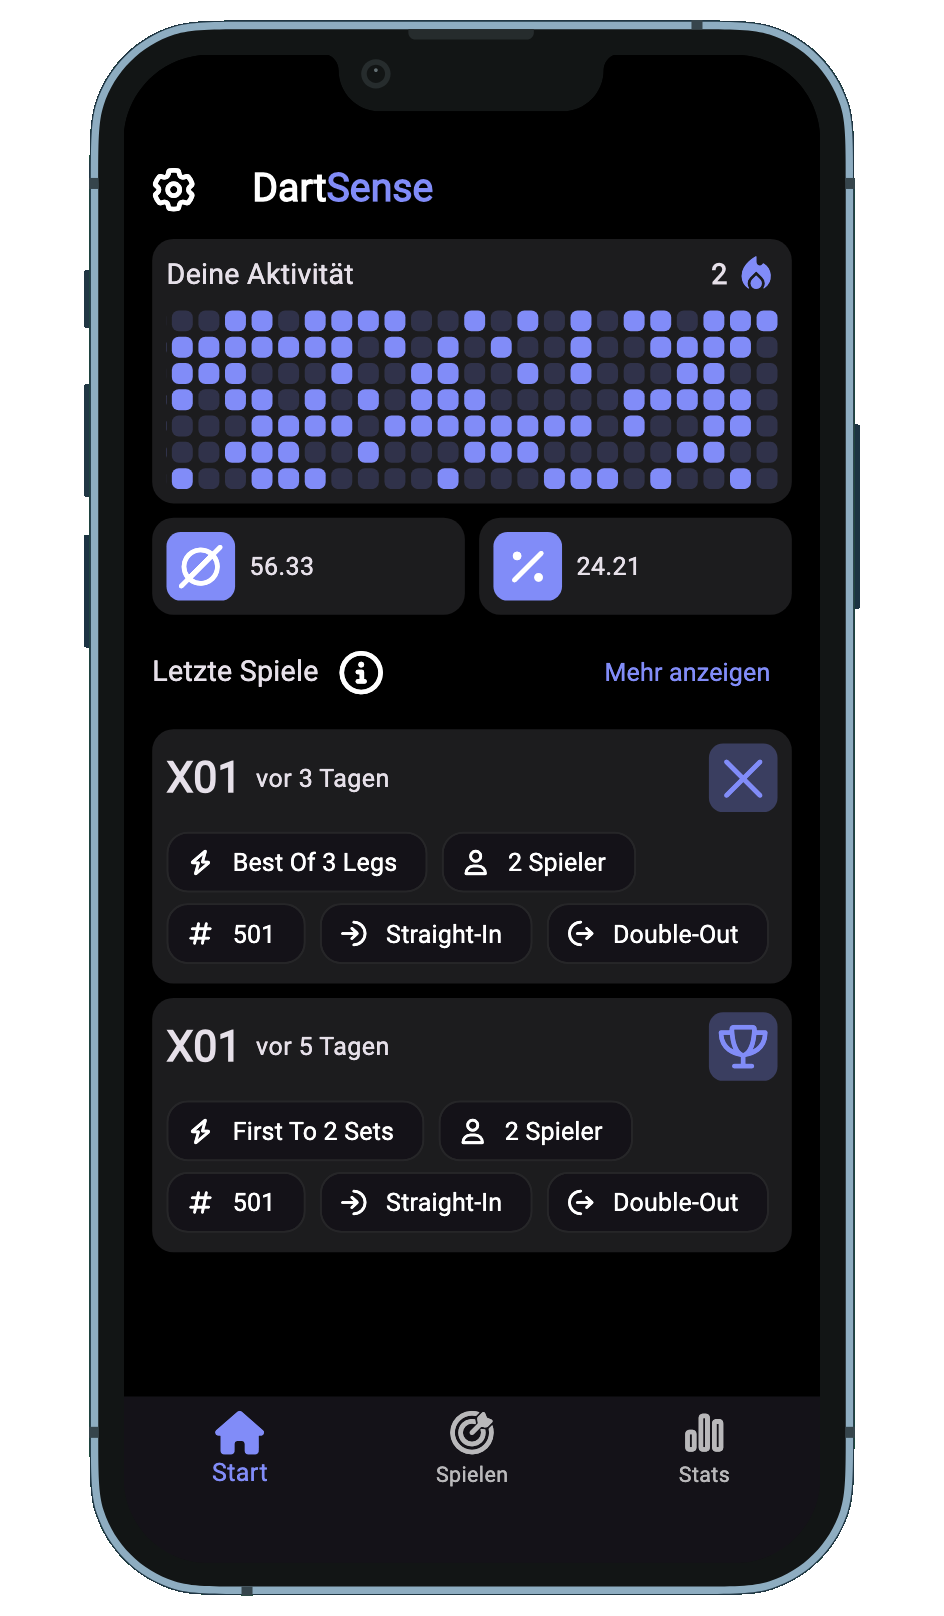 DartSense
Deine Aktivität 2
56.33 24.21
Letzte Spiele Mehr anzeigen
X01 vor 3 Tagen
Best Of 3 Legs 2 Spieler
# 501 Straight-In Double-Out
X01 vor 5 Tagen
First To 2 Sets 2 Spieler
# 501 Straight-In Double-Out
Start Spielen Stats